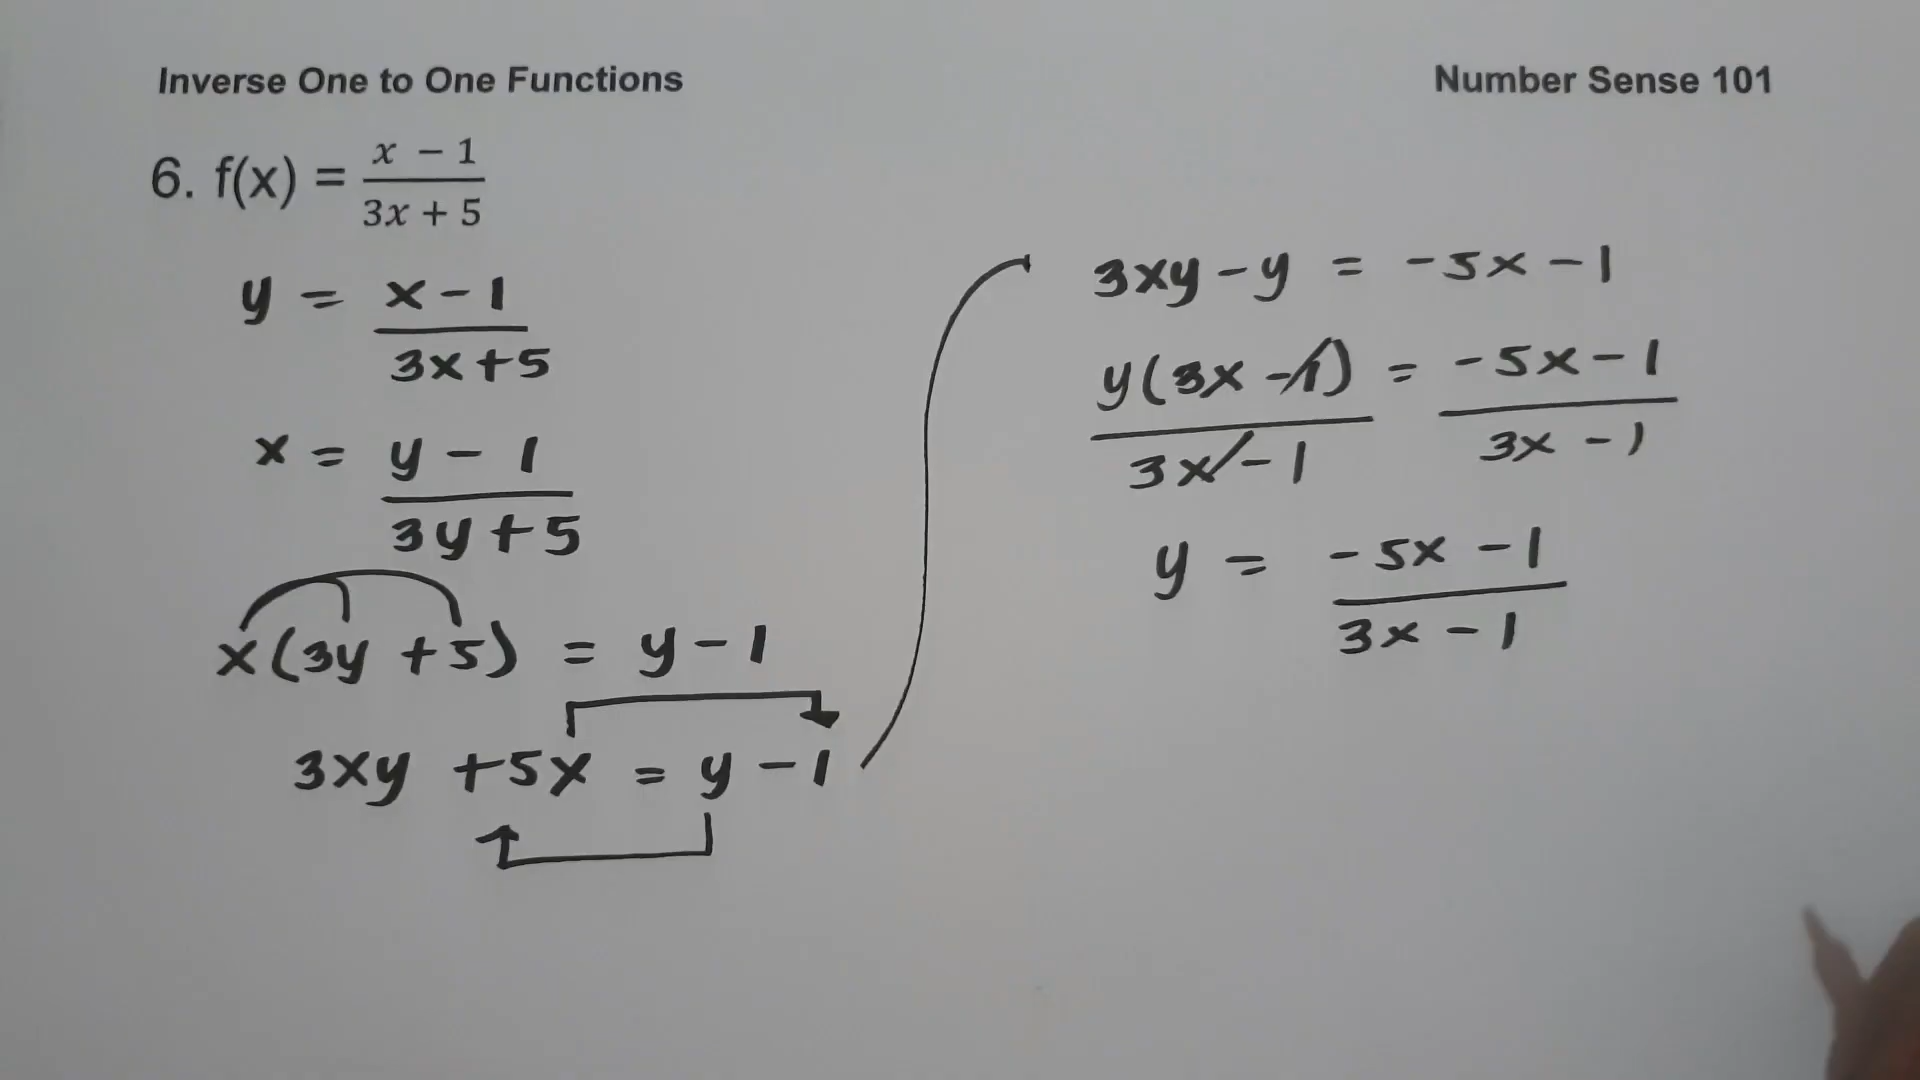 Inverse One to One Functions
Number Sense 101
6. f(x) = x - 1
3x + 5
y = x - 1
3x + 5
x = y - 1
3y + 5
x(3y + 5) = y - 1
3xy + 5x = y - 1
3xy - y = -5x - 1
y(3x - 1) = -5x - 1
3x - 1 3x - 1
y = -5x - 1
3x - 1